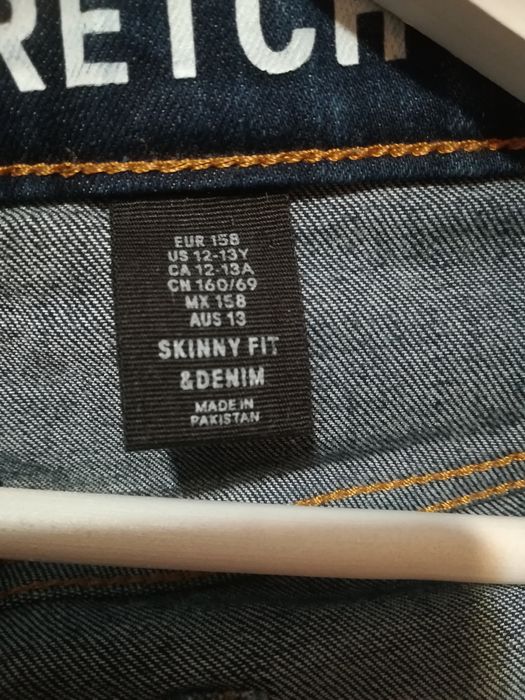 RETCH
EUR 158
US 12-13Y
CA 12-13A
CN 160/69
MX 158
AUS 13
SKINNY FIT
&DENIM
MADE IN
PAKISTAN